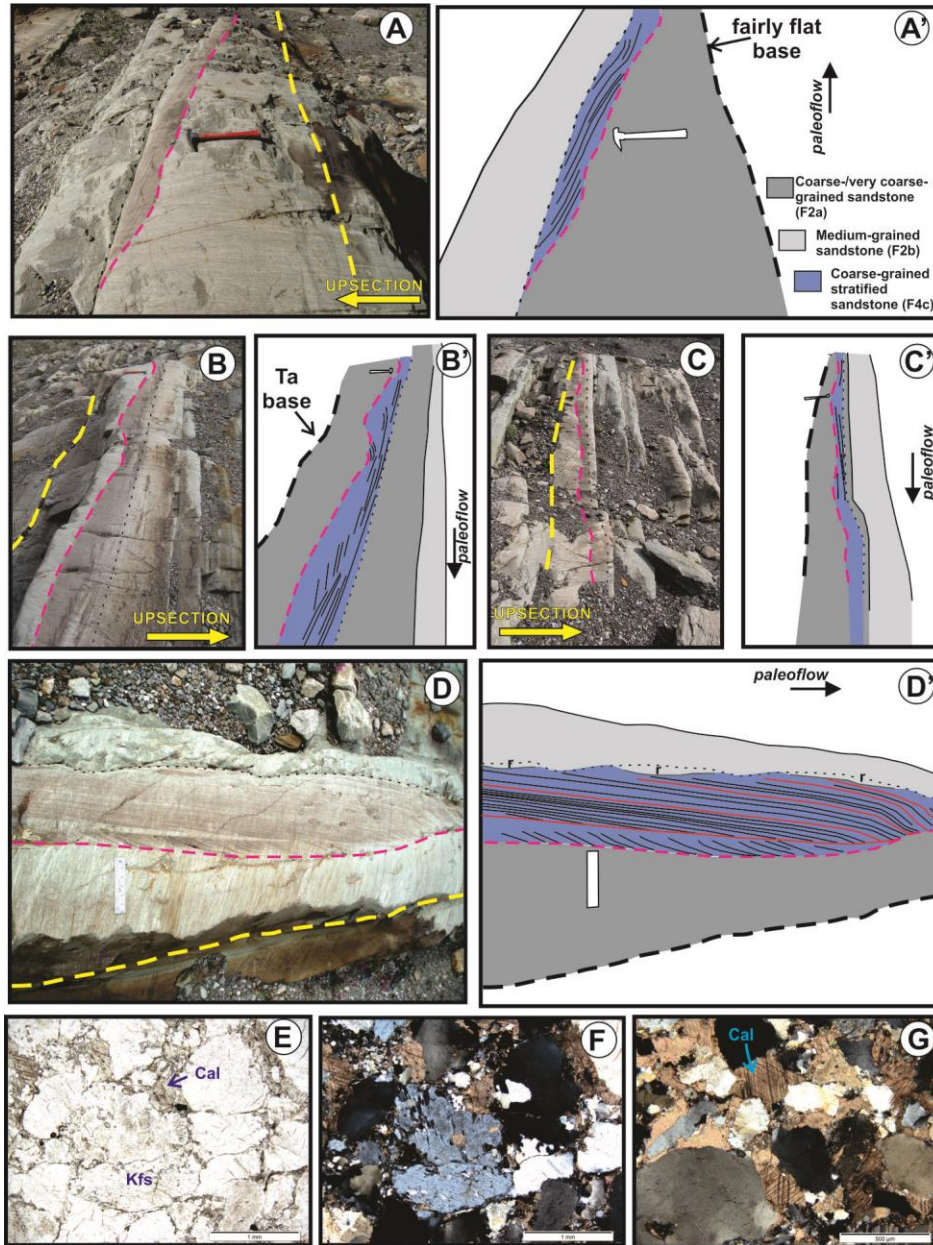 A
UPSECTION
A'
fairly flat
base
paleoflow
Coarse-/very coarse-
grained sandstone
(F2a)
Medium-grained
sandstone (F2b)
Coarse-grained
stratified
sandstone (F4c)
B
UPSECTION
B'
Ta
base
paleoflow
C
UPSECTION
C'
paleoflow
D
D'
paleoflow
r
r
r
E
Cal
Kfs
1 mm
F
1 mm
G
Cal
500 µm